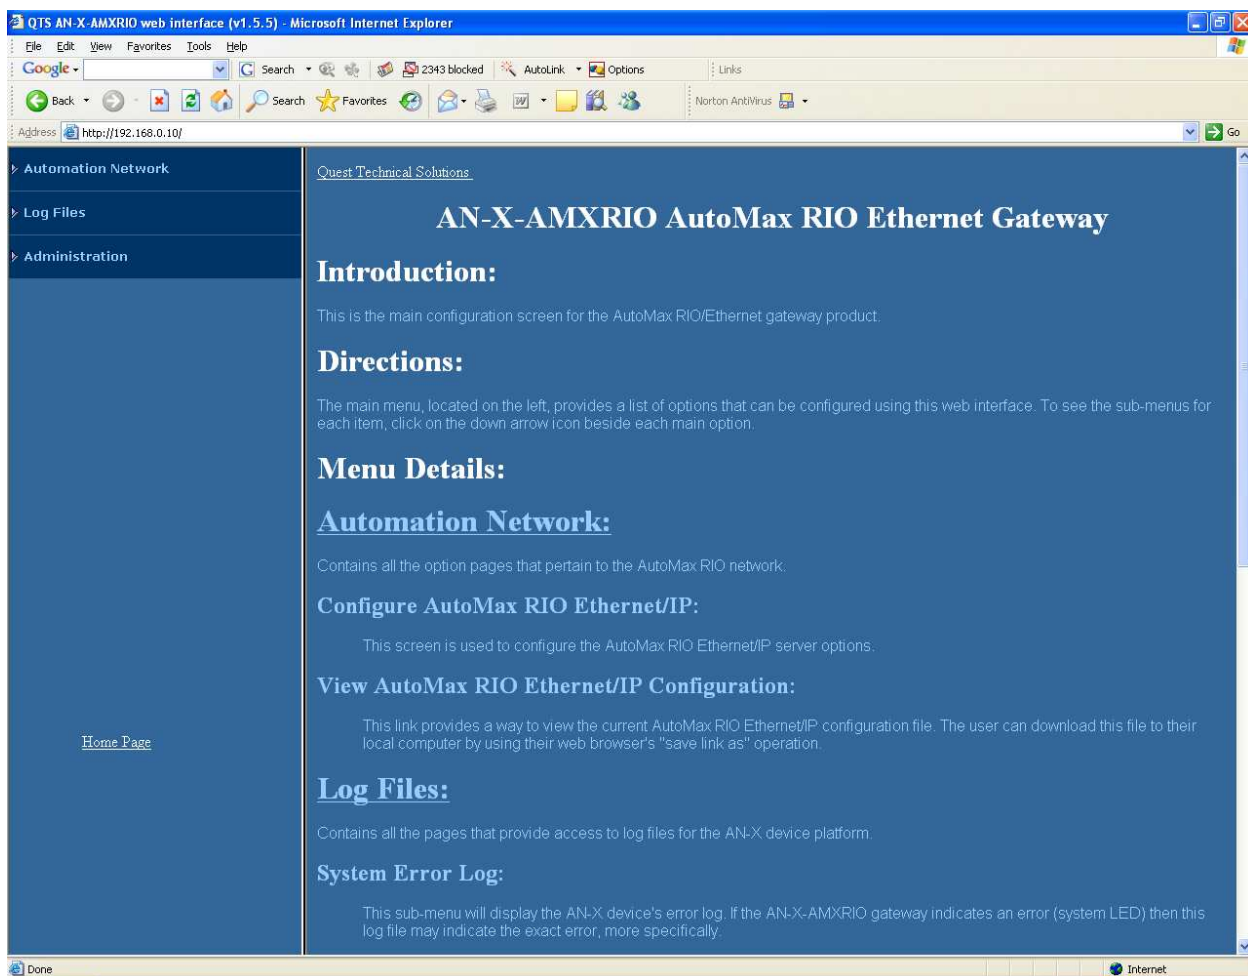 QTS AN-X-AMXRIO web interface (v1.5.5) - Microsoft Internet Explorer
File Edit View Favorites Tools Help
Google Search 2343 blocked AutoLink Options Links
Back Search Favorites Norton AntiVirus
Address http://192.168.0.10/ Go
Automation Network
Log Files
Administration
Home Page
Quest Technical Solutions
AN-X-AMXRIO AutoMax RIO Ethernet Gateway
Introduction:
This is the main configuration screen for the AutoMax RIO/Ethernet gateway product.
Directions:
The main menu, located on the left, provides a list of options that can be configured using this web interface. To see the sub-menus for
each item, click on the down arrow icon beside each main option.
Menu Details:
Automation Network:
Contains all the option pages that pertain to the AutoMax RIO network.
Configure AutoMax RIO Ethernet/IP:
This screen is used to configure the AutoMax RIO Ethernet/IP server options.
View AutoMax RIO Ethernet/IP Configuration:
This link provides a way to view the current AutoMax RIO Ethernet/IP configuration file. The user can download this file to their
local computer by using their web browser's "save link as" operation.
Log Files:
Contains all the pages that provide access to log files for the AN-X device platform.
System Error Log:
This sub-menu will display the AN-X device's error log. If the AN-X-AMXRIO gateway indicates an error (system LED) then this
log file may indicate the exact error, more specifically.
Done Internet